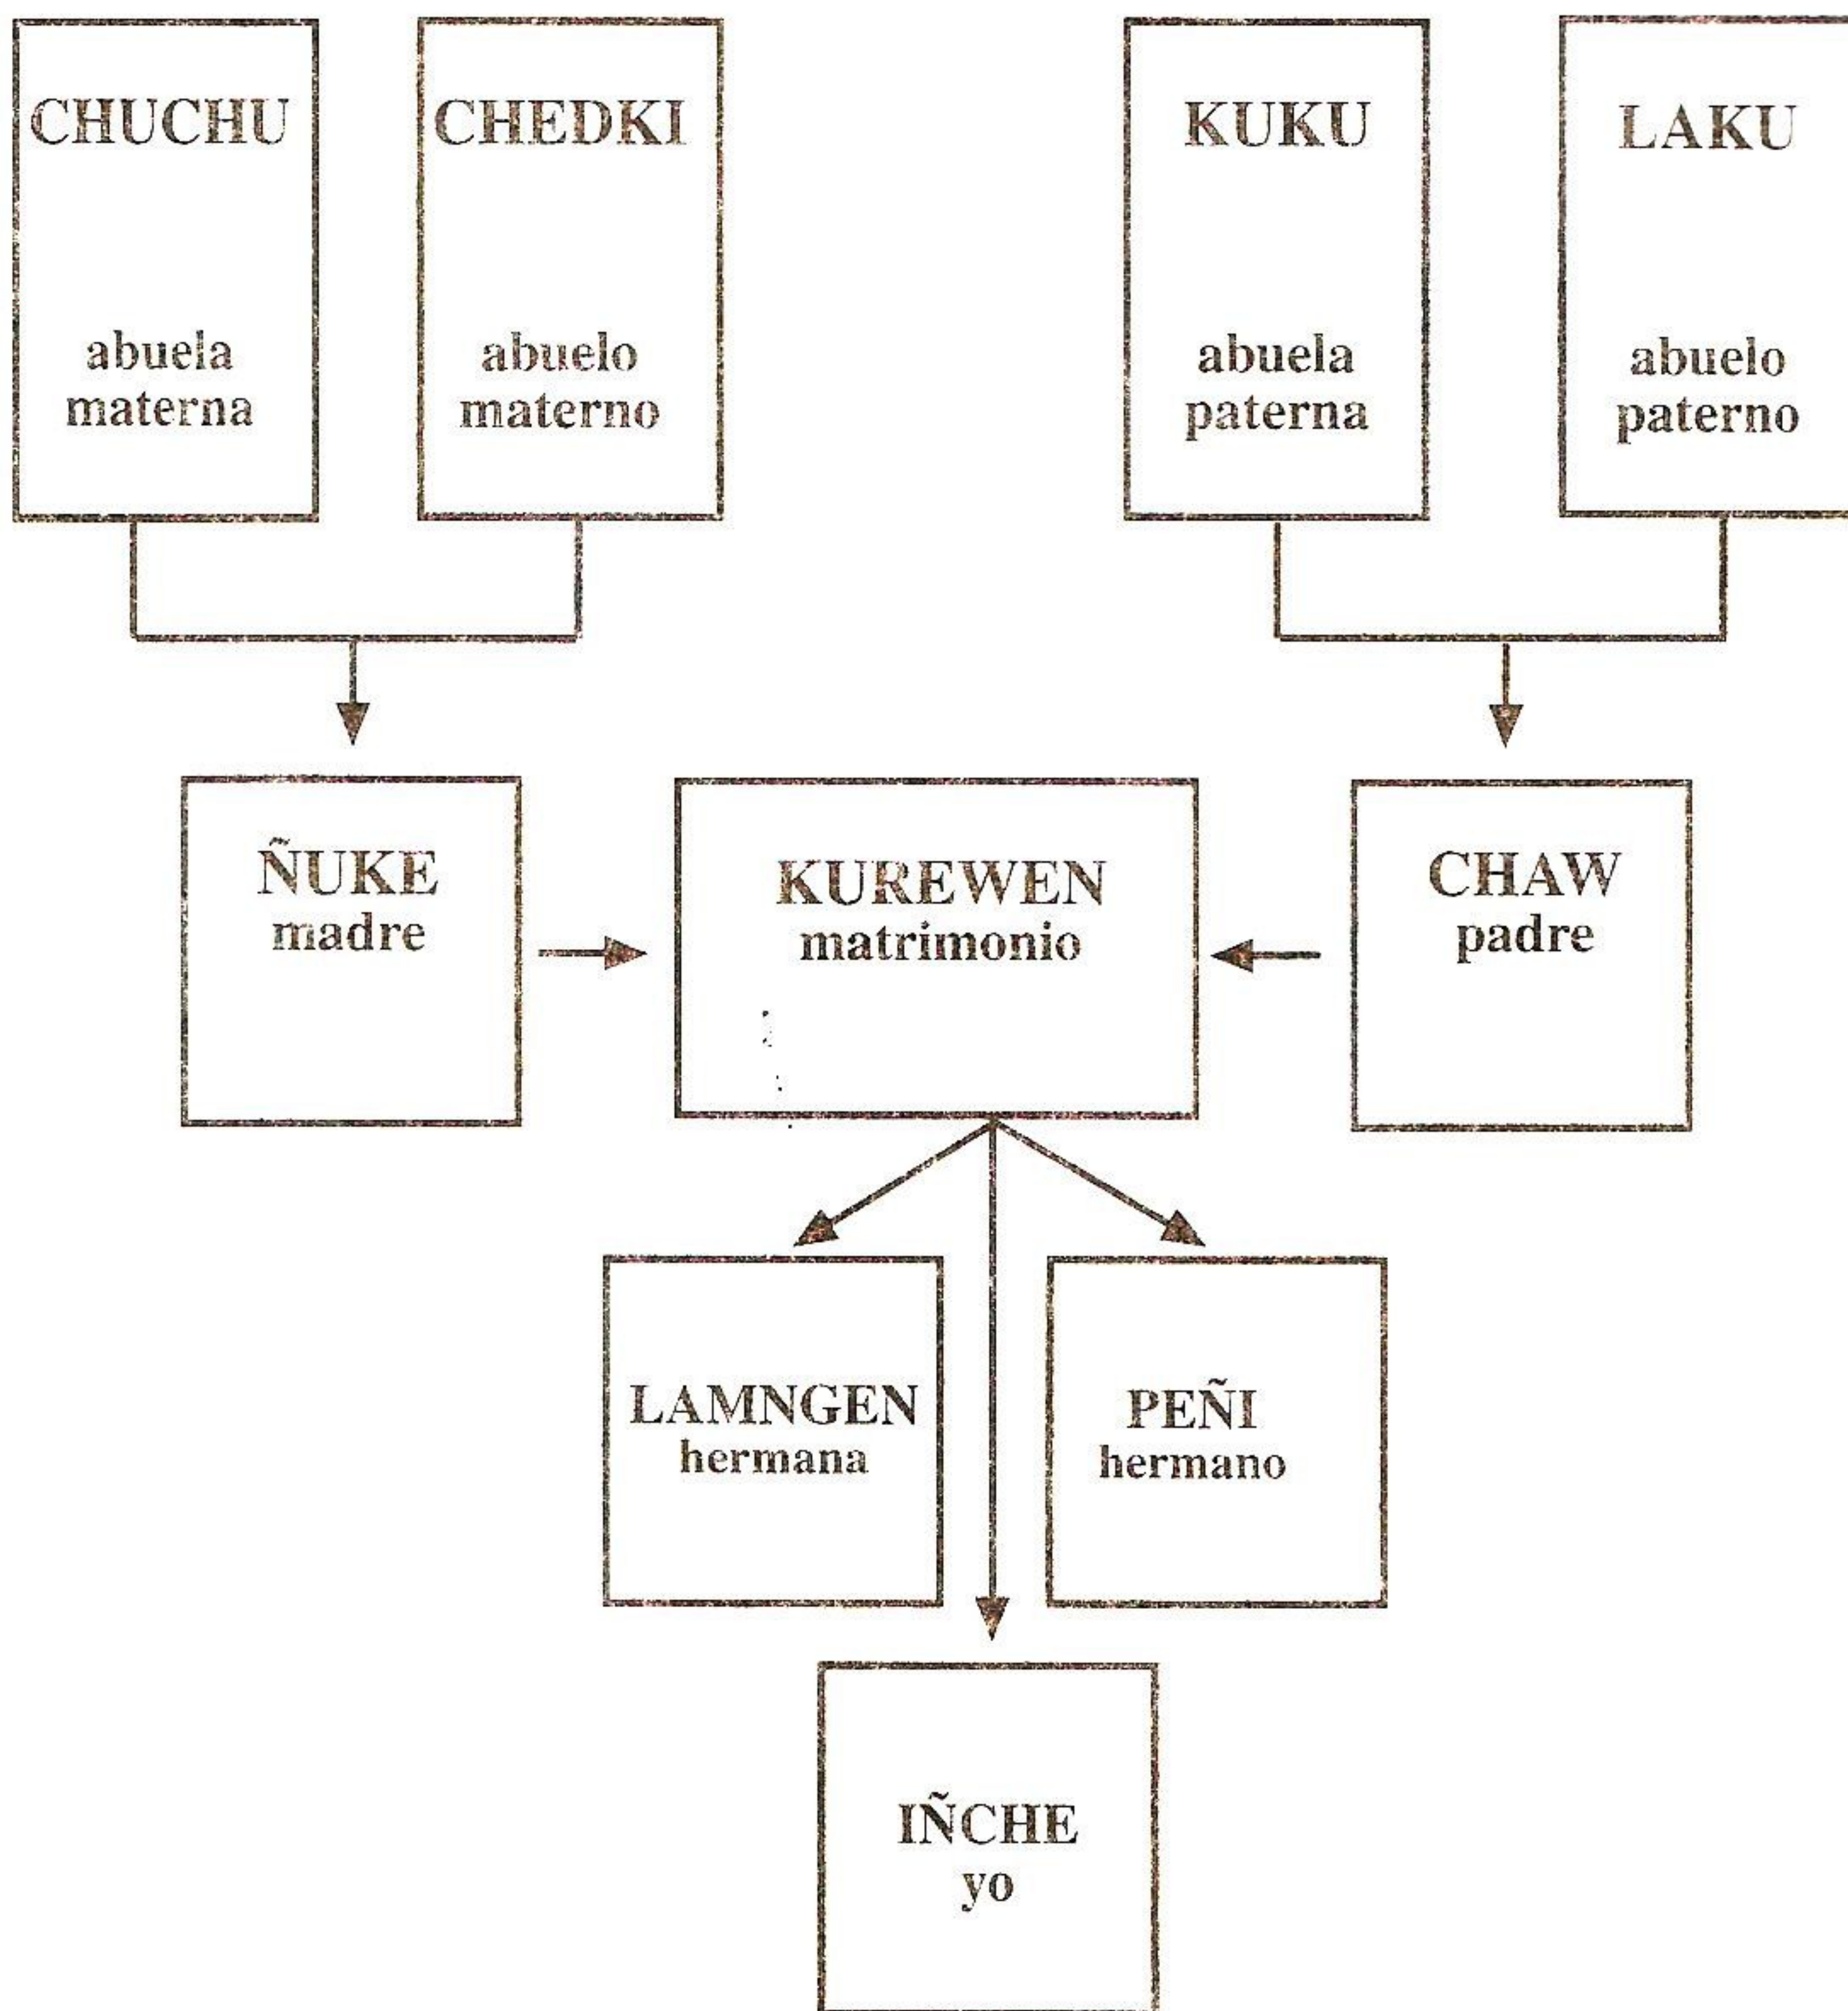 CHUCHU
abuela
materna
CHEDKI
abuelo
materno
KUKU
abuela
paterna
LAKU
abuelo
paterno
ÑUKE
madre
KUREWEN
matrimonio
CHAW
padre
LAMNGEN
hermana
PEÑI
hermano
IÑCHE
yo